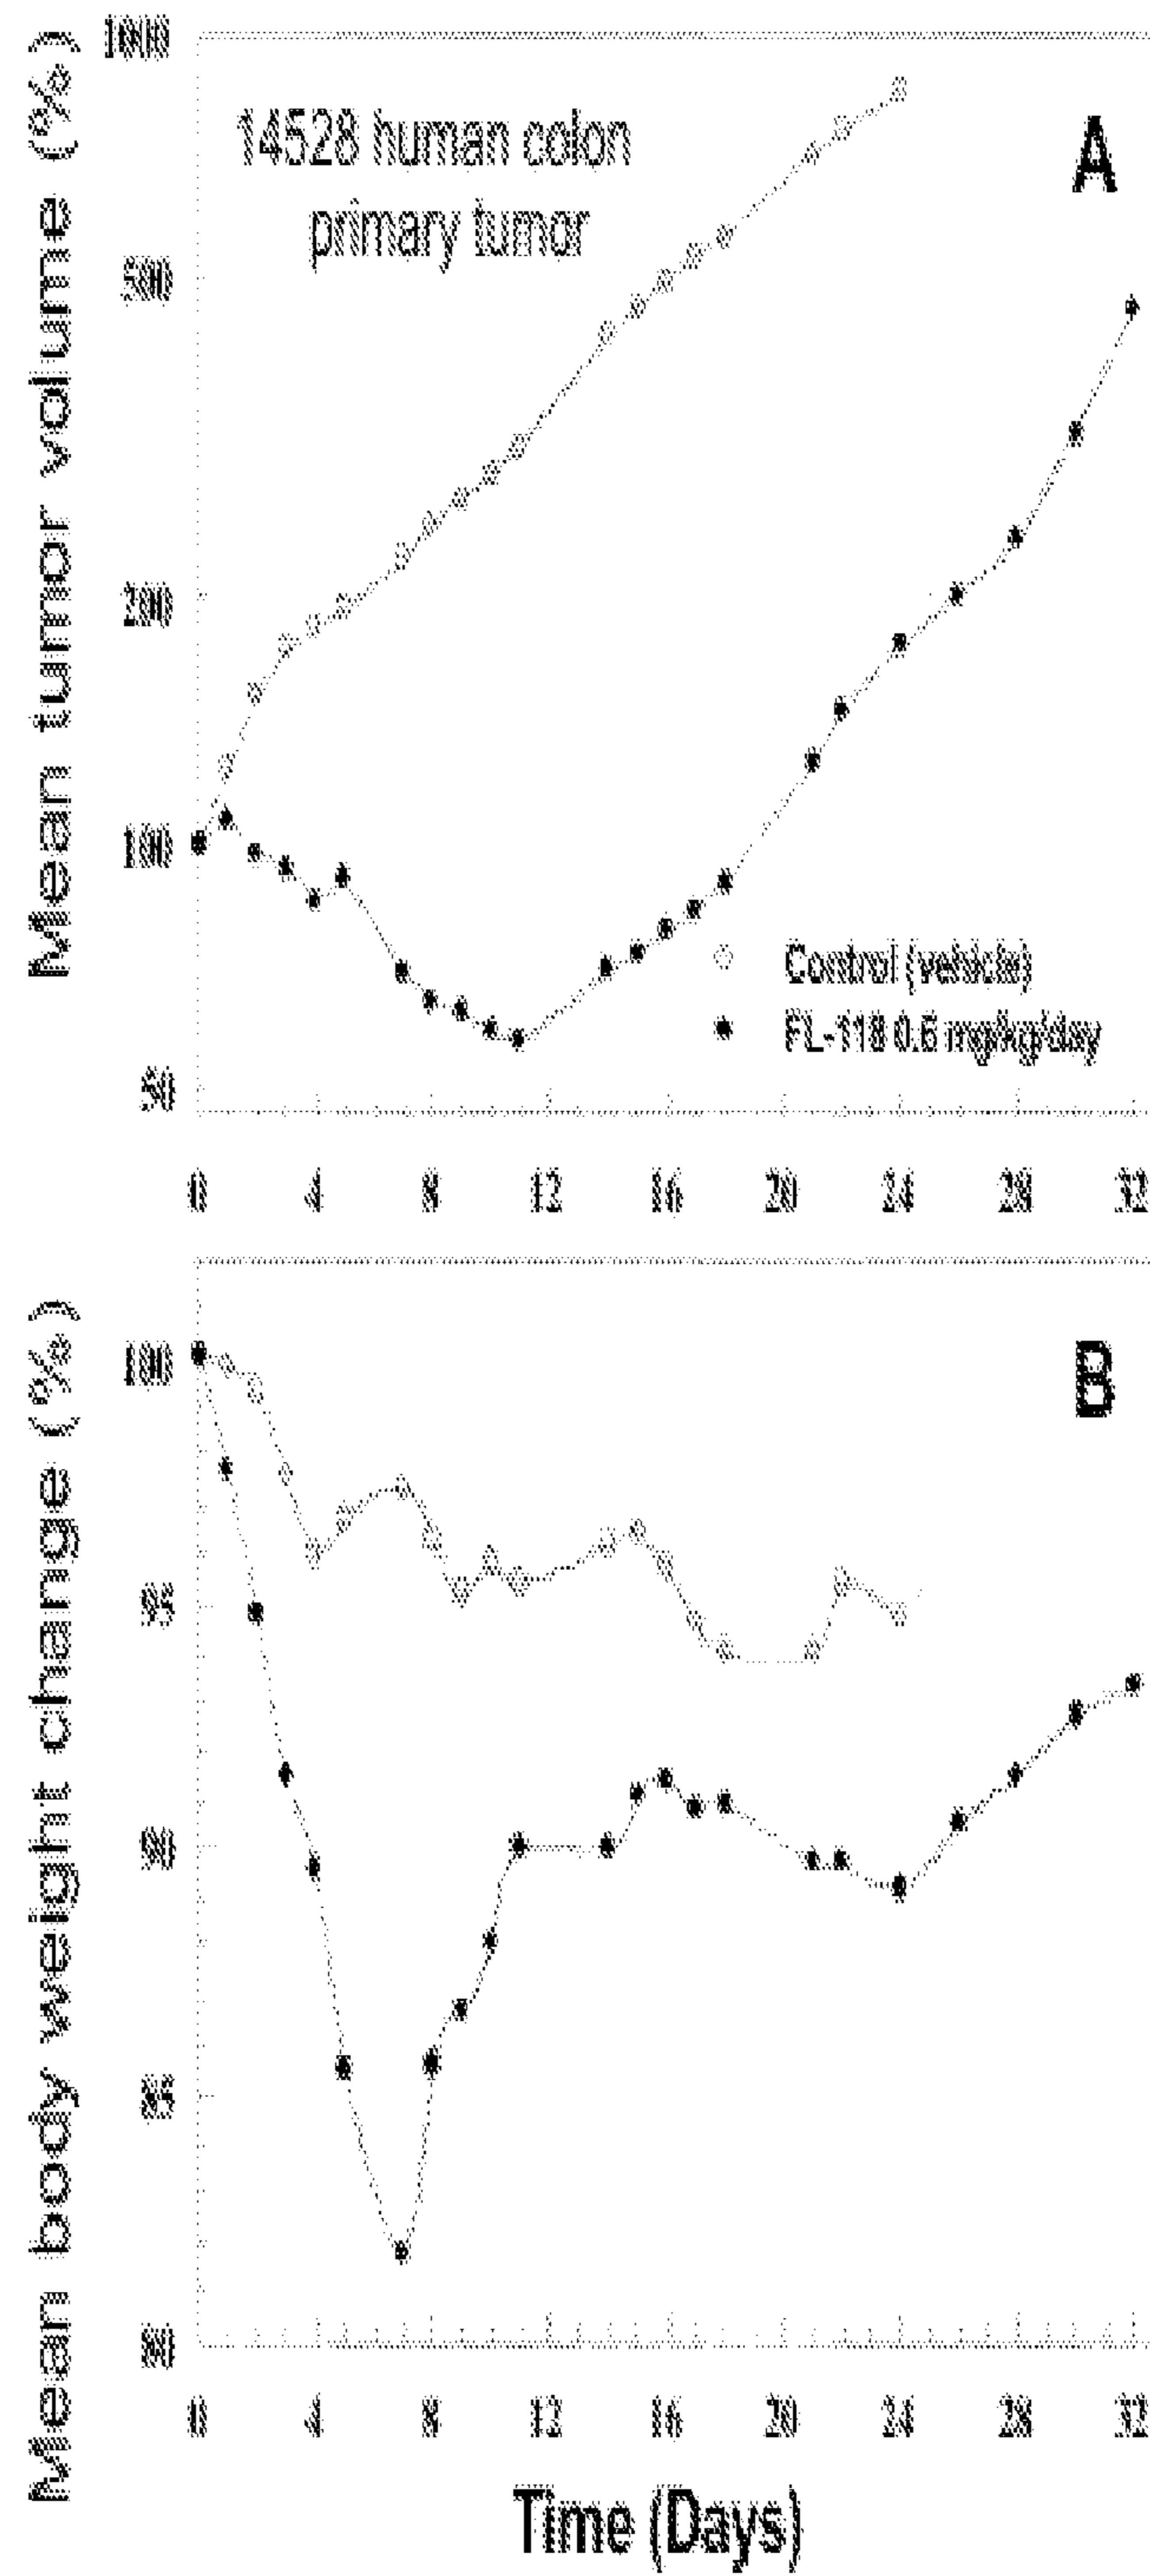 Mean tumor volume (%)
1000
500
200
100
50
14528 human colon
primary tumor
A
Control (vehicle)
FL-118 0.5 mg/kg/day
0 4 8 12 16 20 24 28 32
Mean body weight change (%)
100
95
90
85
80
B
0 4 8 12 16 20 24 28 32
Time (Days)